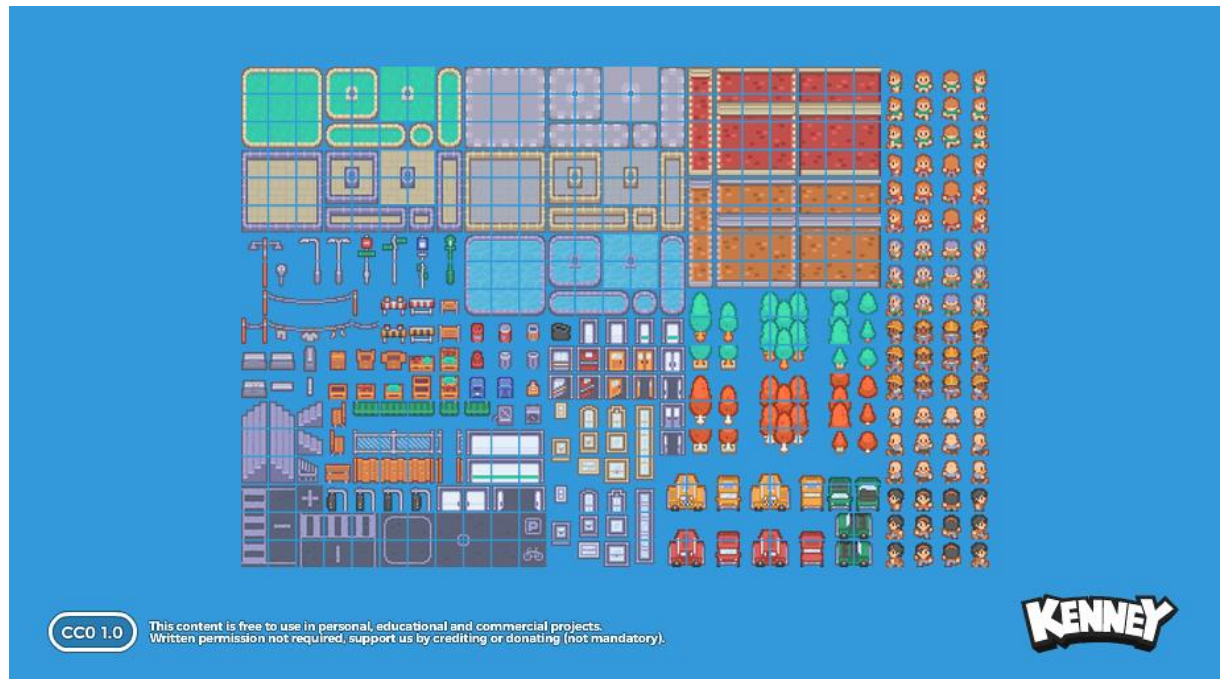 P
CC0 1.0
This content is free to use in personal, educational and commercial projects.
Written permission not required, support us by crediting or donating (not mandatory).
KENNEY